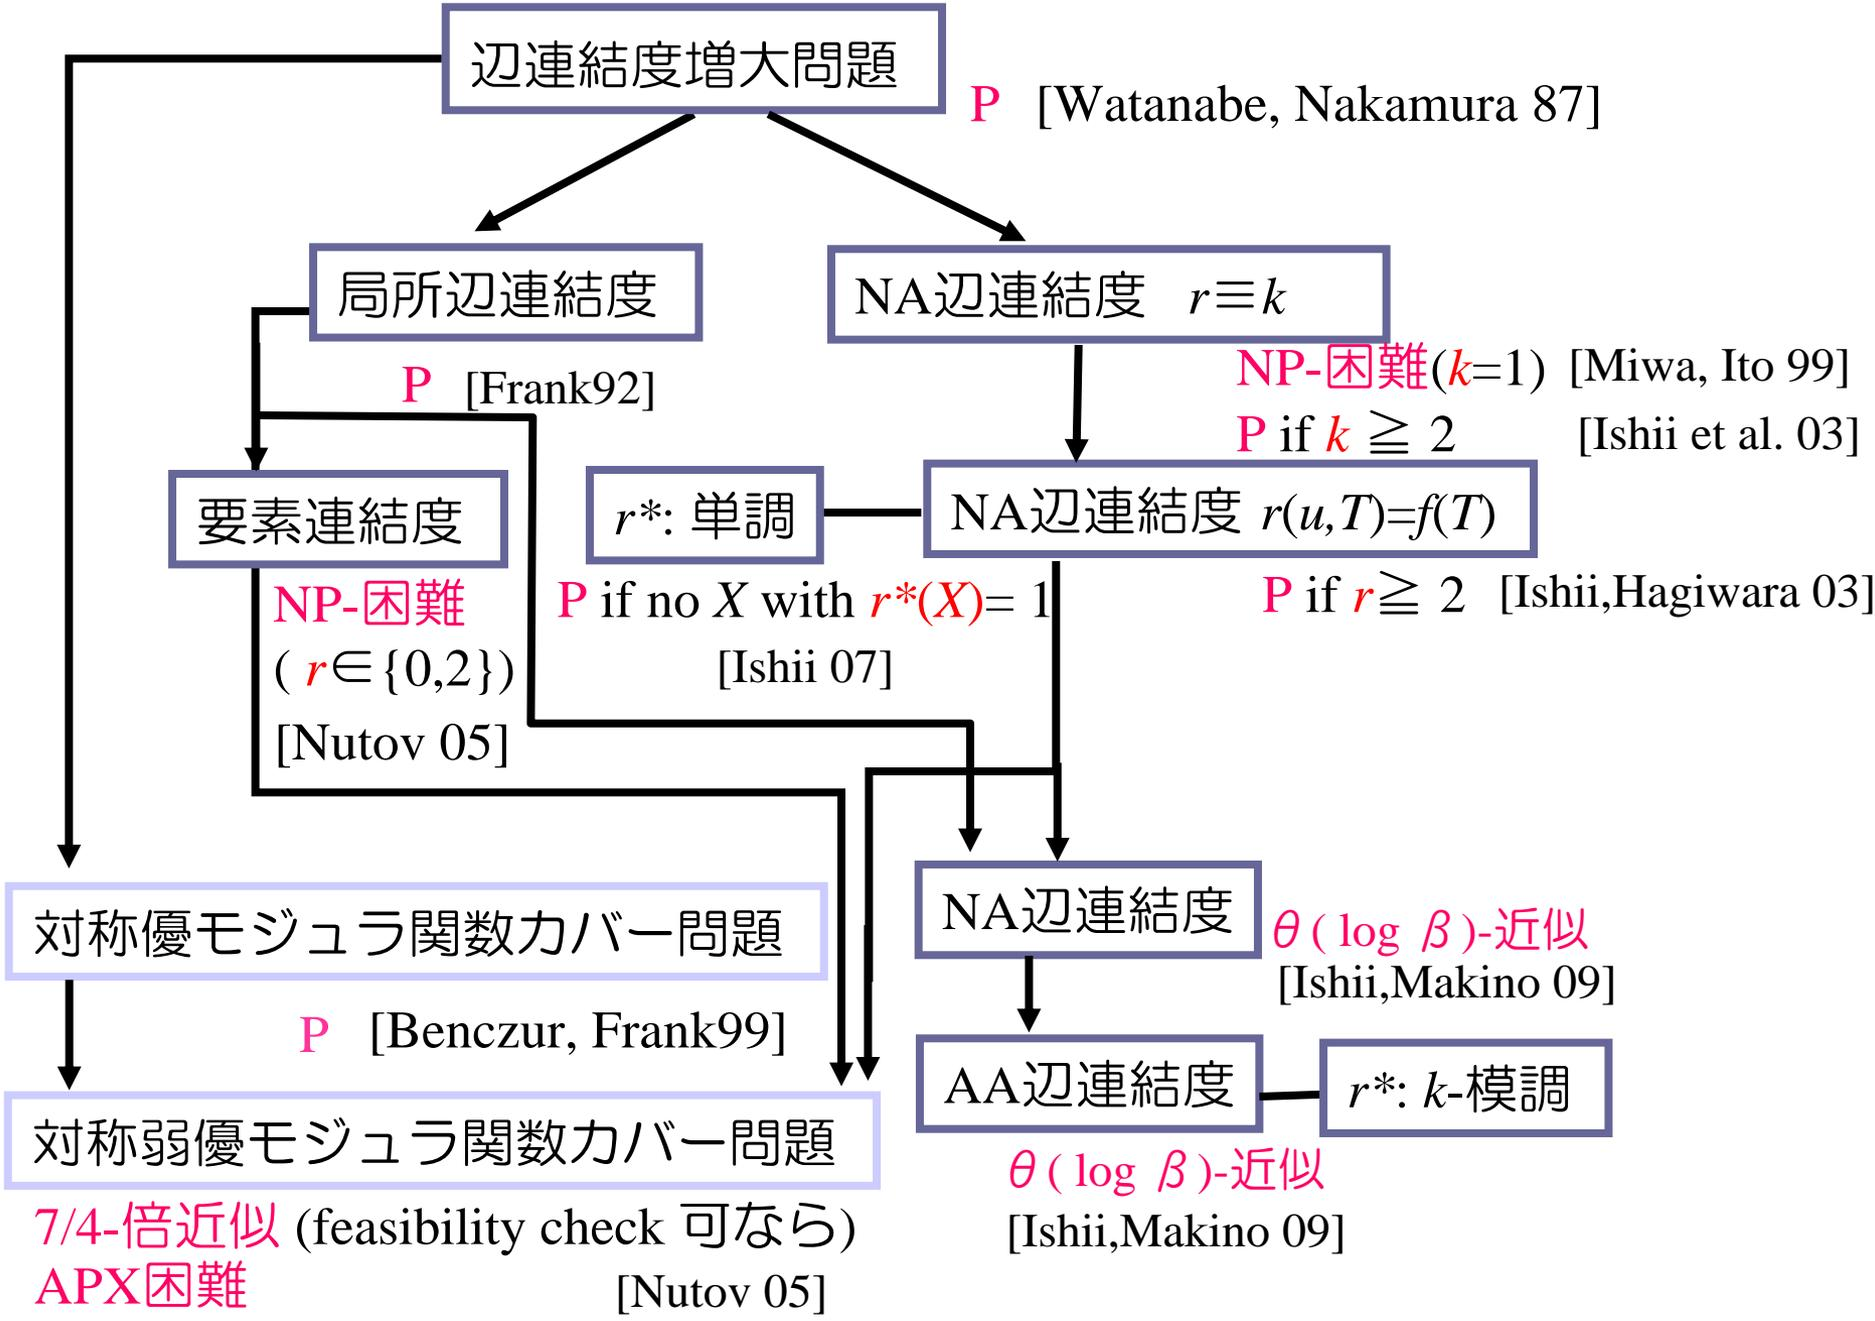 辺連結度増大問題
P [Watanabe, Nakamura 87]
局所辺連結度
NA辺連結度 r≡k
P [Frank92]
NP-困難(k=1) [Miwa, Ito 99]
P if k ≧ 2 [Ishii et al. 03]
要素連結度
r*: 単調
NA辺連結度 r(u,T)=f(T)
NP-困難
( r∈{0,2})
[Nutov 05]
P if no X with r*(X)= 1
[Ishii 07]
P if r≧ 2 [Ishii,Hagiwara 03]
対称優モジュラ関数カバー問題
NA辺連結度
θ( log β)-近似
[Ishii,Makino 09]
P [Benczur, Frank99]
AA辺連結度
r*: k-模調
対称弱優モジュラ関数カバー問題
θ( log β)-近似
[Ishii,Makino 09]
7/4-倍近似 (feasibility check 可なら)
APX困難
[Nutov 05]